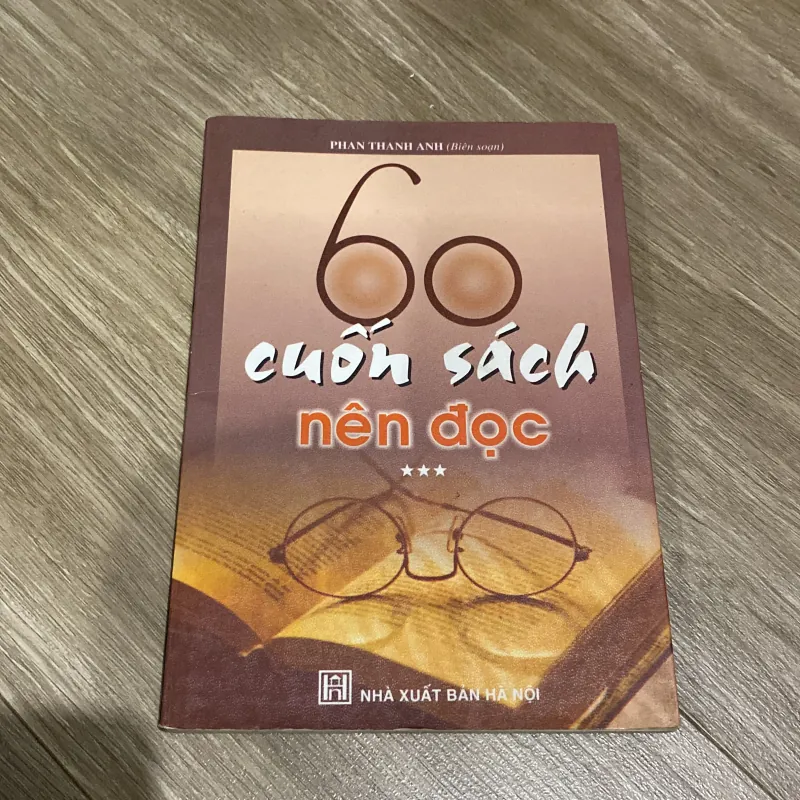 PHAN THANH ANH (Biên soạn)
60
cuốn sách
nên đọc
★★★
NHÀ XUẤT BẢN HÀ NỘI